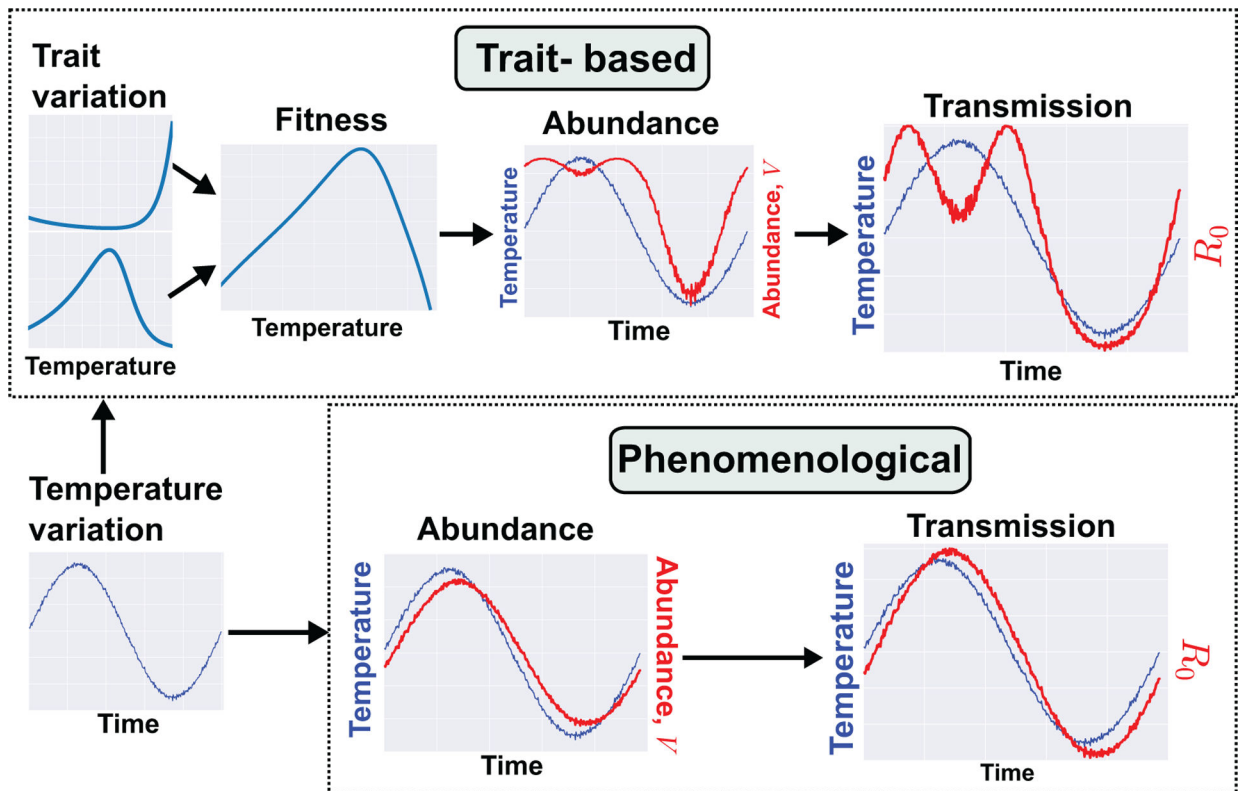 Trait- based
Trait
variation
Temperature
Fitness
Temperature
Abundance
Temperature
Abundance, V
Time
Transmission
Temperature
R0
Time
Temperature
variation
Time
Phenomenological
Abundance
Temperature
Abundance, V
Time
Transmission
Temperature
R0
Time